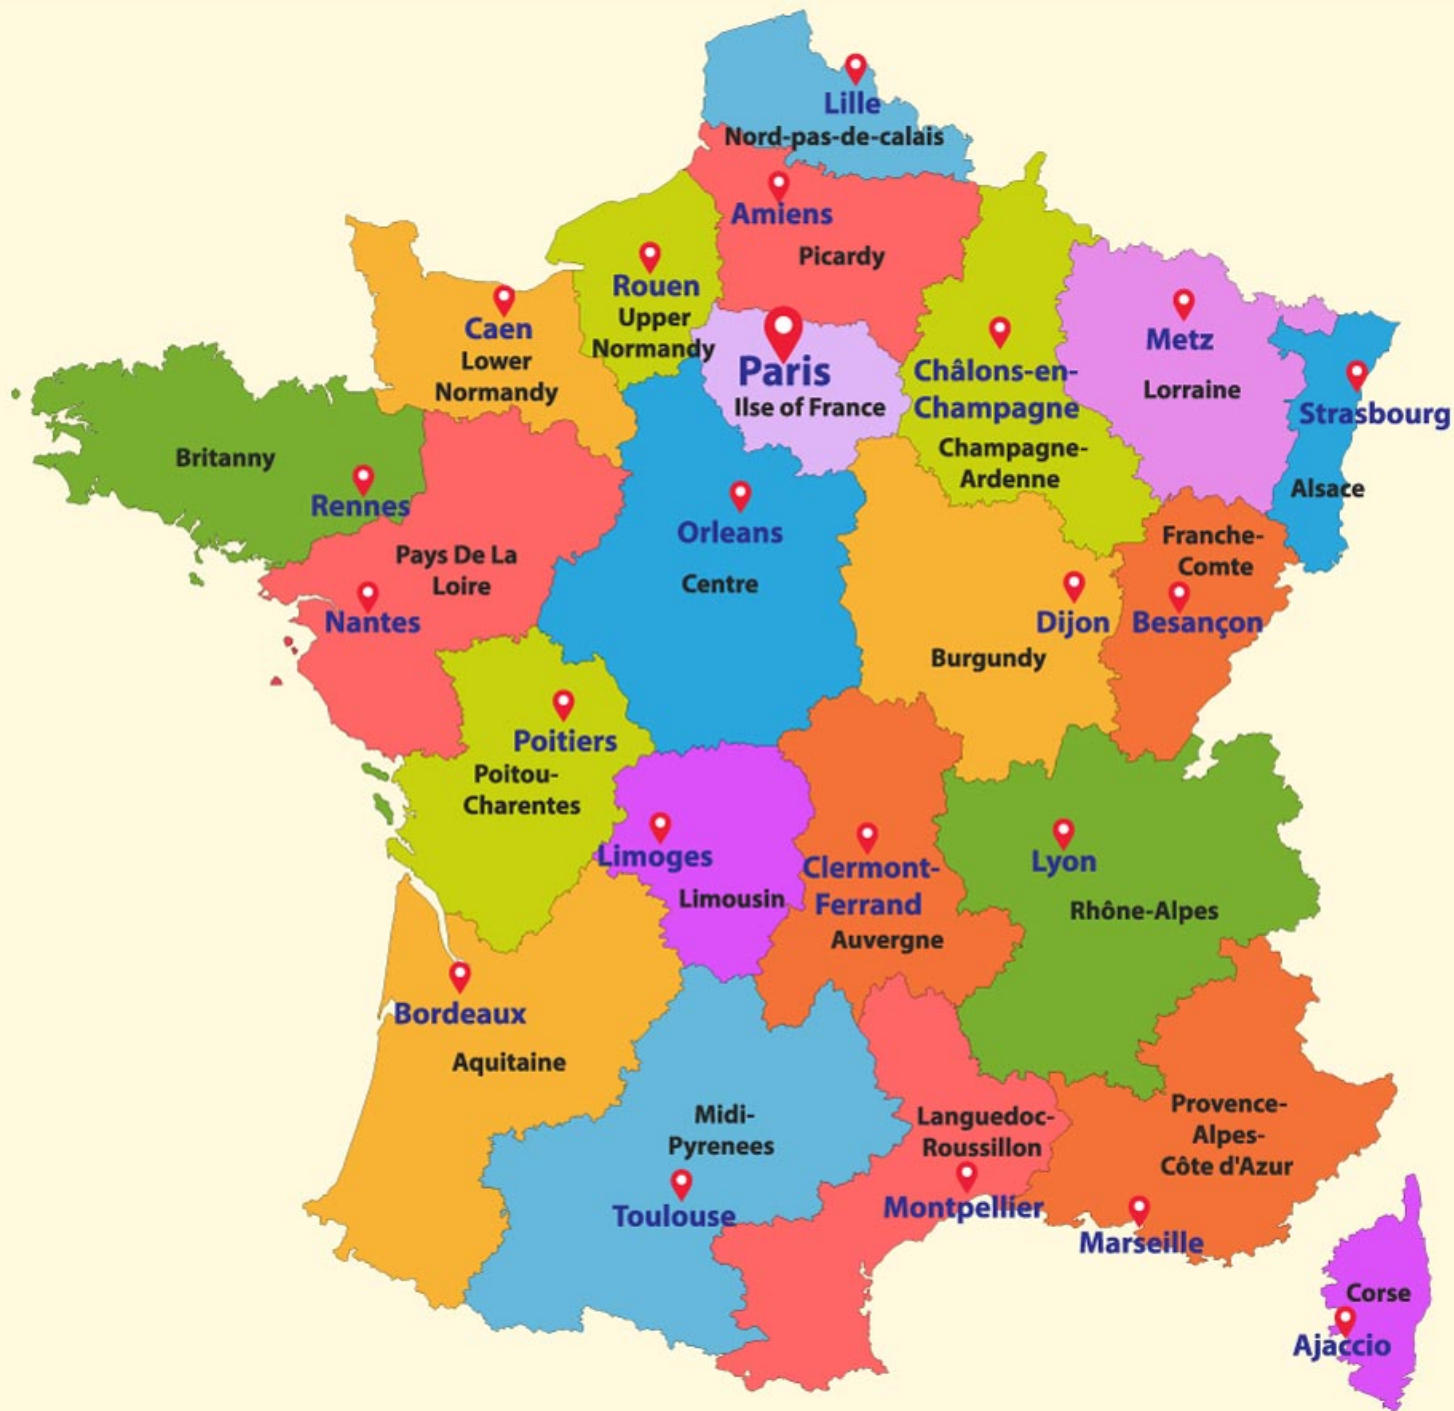 Lille
Nord-pas-de-calais
Amiens
Picardy
Rouen
Upper
Normandy
Caen
Lower
Normandy
Paris
Ilse of France
Châlons-en-
Champagne
Champagne-
Ardenne
Metz
Lorraine
Strasbourg
Alsace
Britanny
Rennes
Pays De La
Loire
Nantes
Orleans
Centre
Franche-
Comte
Besançon
Dijon
Burgundy
Poitiers
Poitou-
Charentes
Limoges
Limousin
Clermont-
Ferrand
Auvergne
Lyon
Rhône-Alpes
Bordeaux
Aquitaine
Midi-
Pyrenees
Toulouse
Languedoc-
Roussillon
Montpellier
Provence-
Alpes-
Côte d'Azur
Marseille
Corse
Ajaccio